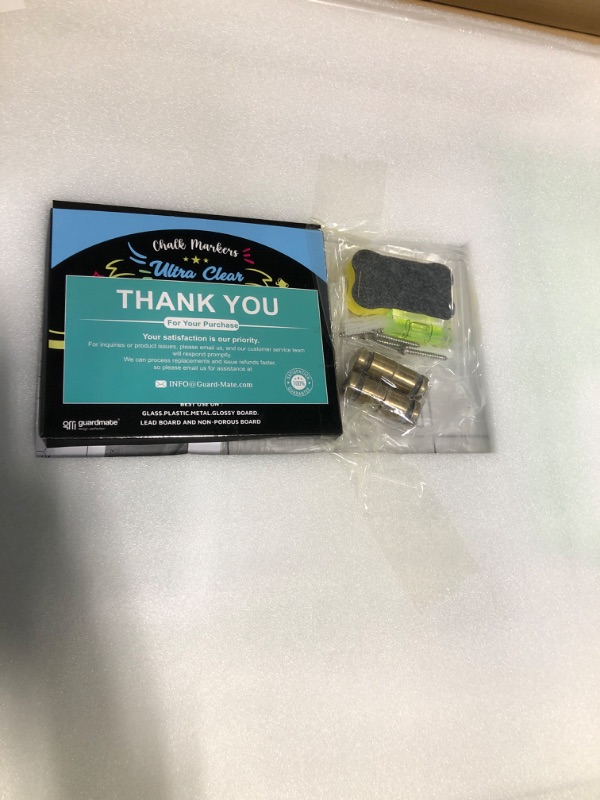 Chalk Markers
Ultra Clear
THANK YOU
For Your Purchase
Your satisfaction is our priority.
For inquiries or product issues, please email us, and our customer service team
will respond promptly.
We can process replacements and issue refunds faster,
so please email us for assistance at
INFO@Guard-Mate.com
100%
BEST USE ON :
GLASS.PLASTIC.METAL.GLOSSY BOARD.
LEAD BOARD AND NON-POROUS BOARD
guardmate